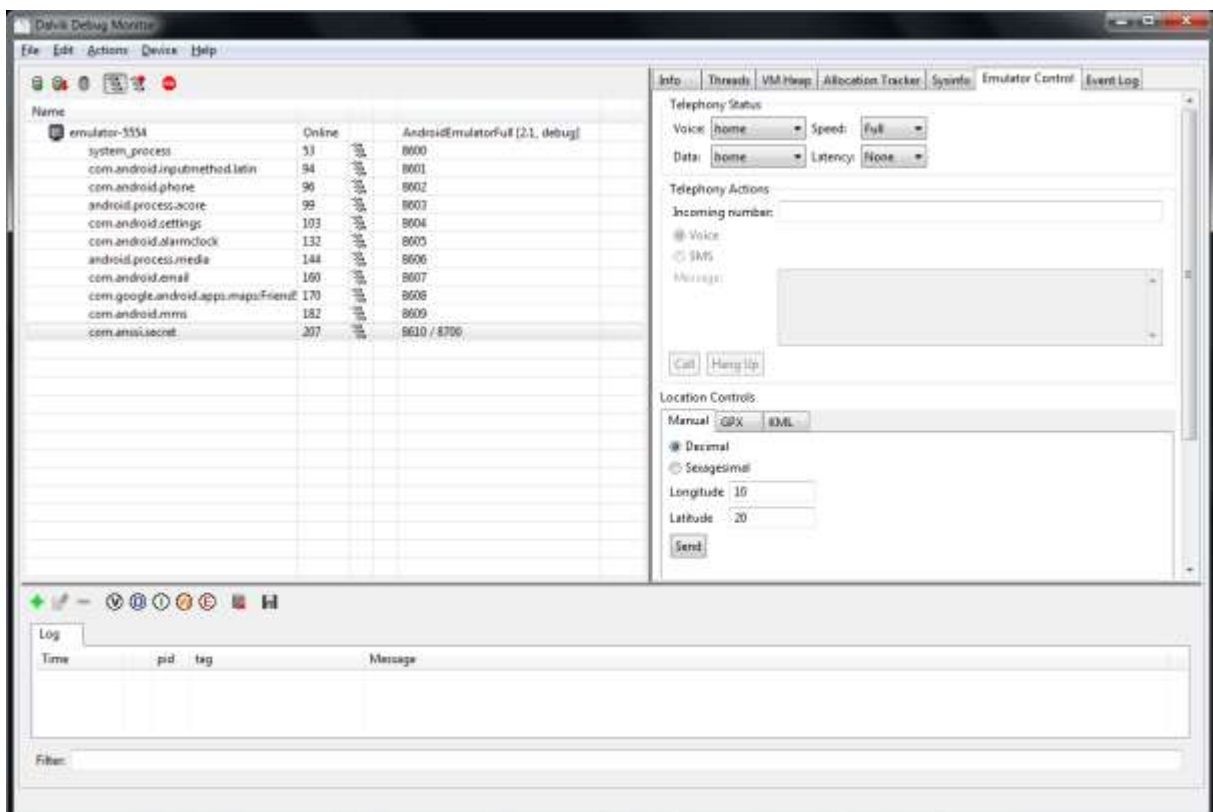 Dalvik Debug Monitor
File Edit Actions Device Help
Name
emulator-5554 Online AndroidEmulatorFull [2.1, debug]
system_process 53 8600
com.android.inputmethod.latin 94 8601
com.android.phone 96 8602
android.process.acore 99 8603
com.android.settings 103 8604
com.android.alarmclock 132 8605
android.process.media 144 8606
com.android.email 160 8607
com.google.android.apps.maps:Friend 170 8608
com.android.mms 182 8609
207 8610 / 8700
Info Threads VM Heap Allocation Tracker Sysinfo Emulator Control Event Log
Telephony Status
Voice: home Speed: Full
Data: home Latency: None
Telephony Actions
Incoming number:
Voice
SMS
Message:
Call Hang Up
Location Controls
Manual GPX KML
Decimal
Sexagesimal
Longitude 10
Latitude 20
Send
V D I W E
Log
Time pid tag Message
Filter: